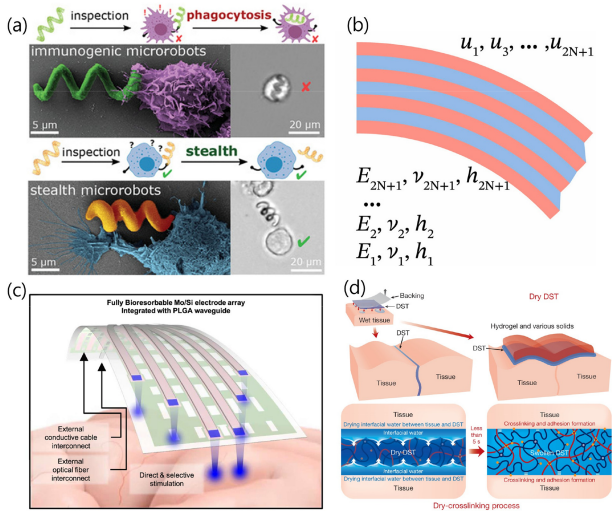 (a)
inspection
phagocytosis
immunogenic microrobots
5 μm
20 μm
inspection
stealth
? ?
stealth microrobots
5 μm
20 μm
(b)
u1, u3, ... ,u2N+1
E2N+1, ν2N+1, h2N+1
...
E2, ν2, h2
E1, ν1, h1
(c)
Fully Bioresorbable Mo/Si electrode array
Integrated with PLGA waveguide
External
conductive cable
interconnect
External
optical fiber
interconnect
Direct & selective
stimulation
(d)
Backing
DST
Wet tissue
Dry DST
DST
Tissue
Tissue
Hydrogel and various solids
DST
Tissue
Tissue
Tissue
Drying interfacial water between tissue and DST
Interfacial water
Dry DST
Interfacial water
Drying interfacial water between tissue and DST
Tissue
Less
than
5 s
Tissue
Crosslinking and adhesion formation
Swollen DST
Crosslinking and adhesion formation
Tissue
Dry-crosslinking process